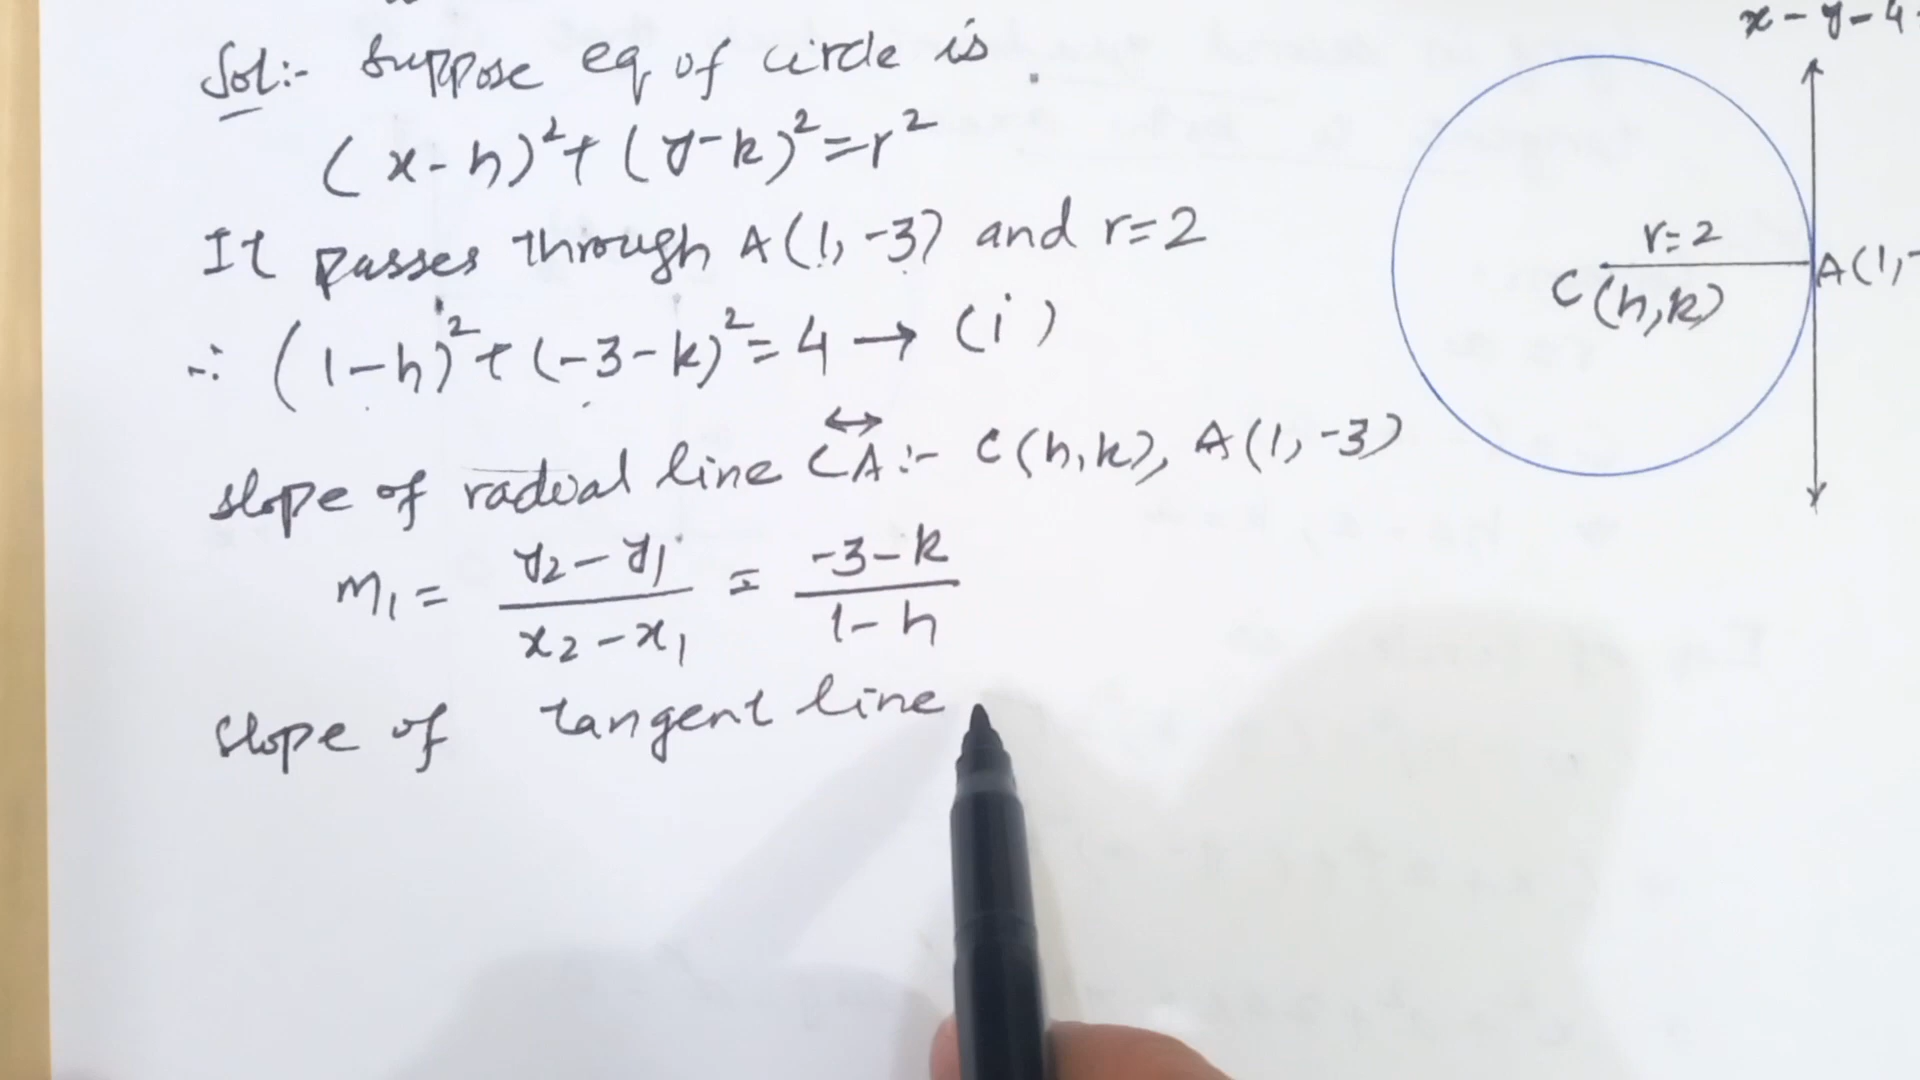 Sol:- Suppose eq of circle is
(x-h)²+(y-k)²=r²
It passes through A(1,-3) and r=2
∴ (1-h)²+(-3-k)²=4 → (i)
slope of radial line CA :- C(h,k), A(1,-3)
m₁ = y₂-y₁ / x₂-x₁ = -3-k / 1-h
slope of tangent line
x-y-4
r=2
C(h,k)
A(1,-